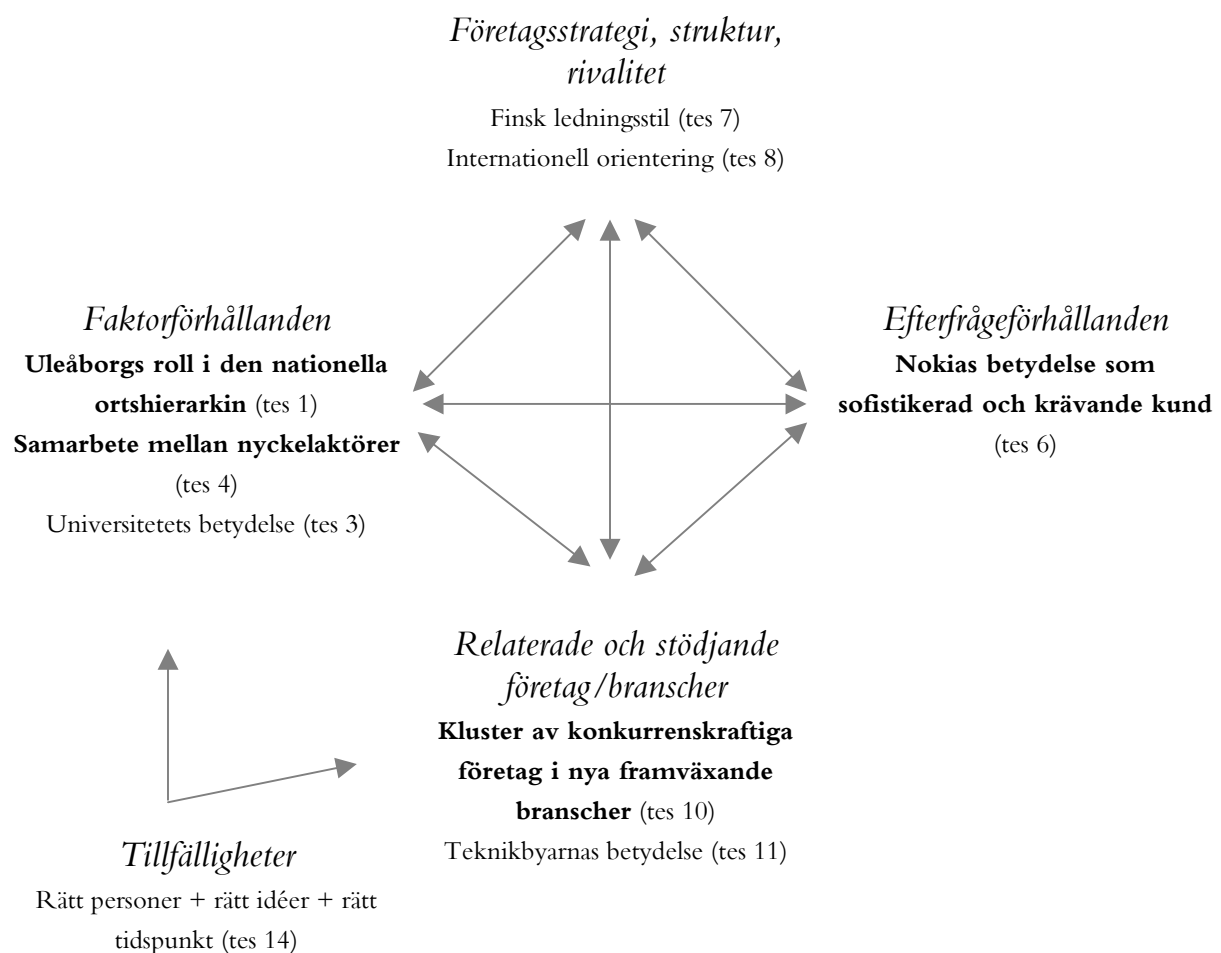 Företagsstrategi, struktur,
rivalitet
Finsk ledningsstil (tes 7)
Internationell orientering (tes 8)
Faktorförhållanden
Uleåborgs roll i den nationella
ortshierarkin (tes 1)
Samarbete mellan nyckelaktörer
(tes 4)
Universitetets betydelse (tes 3)
Efterfrågeförhållanden
Nokias betydelse som
sofistikerad och krävande kund
(tes 6)
Relaterade och stödjande
företag/branscher
Kluster av konkurrenskraftiga
företag i nya framväxande
branscher (tes 10)
Teknikbyarnas betydelse (tes 11)
Tillfälligheter
Rätt personer + rätt idéer + rätt
tidspunkt (tes 14)